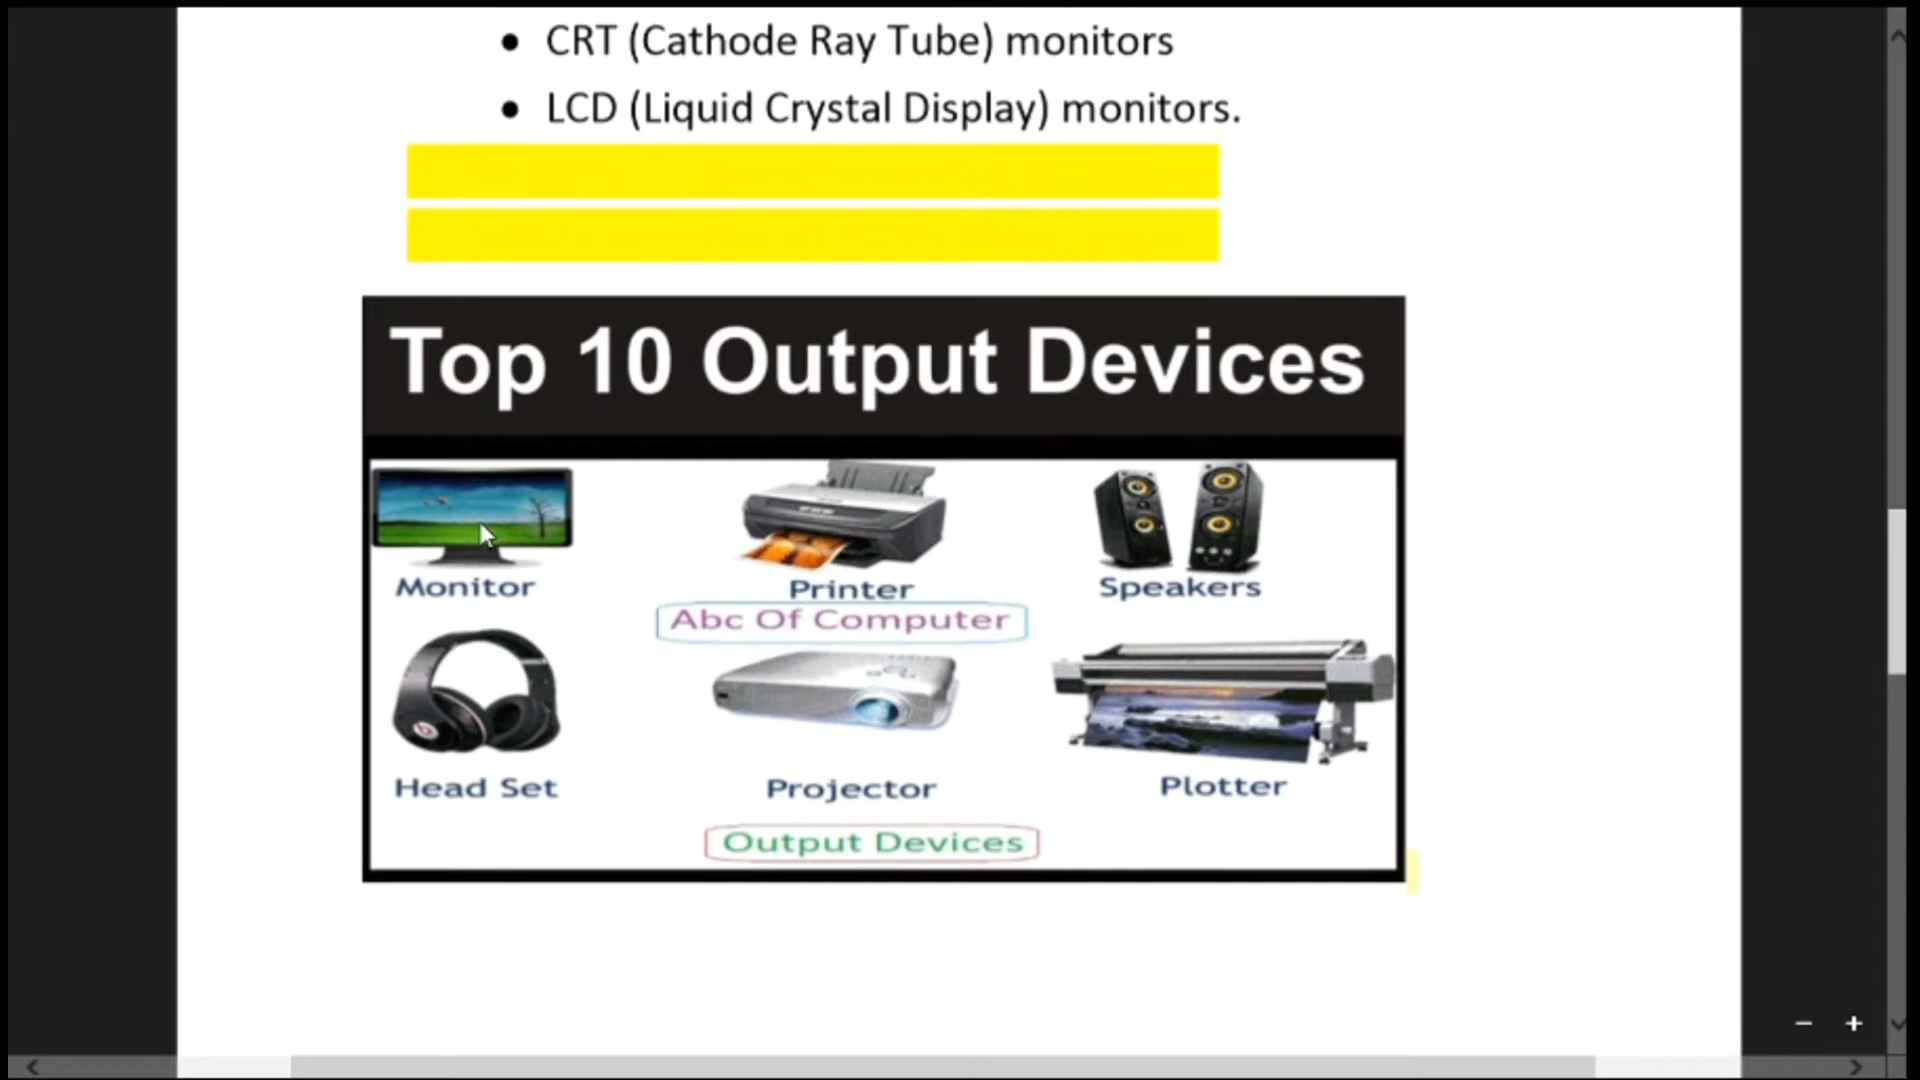 • CRT (Cathode Ray Tube) monitors
• LCD (Liquid Crystal Display) monitors.
Top 10 Output Devices
Monitor Printer Speakers
Abc Of Computer
Head Set Projector Plotter
Output Devices